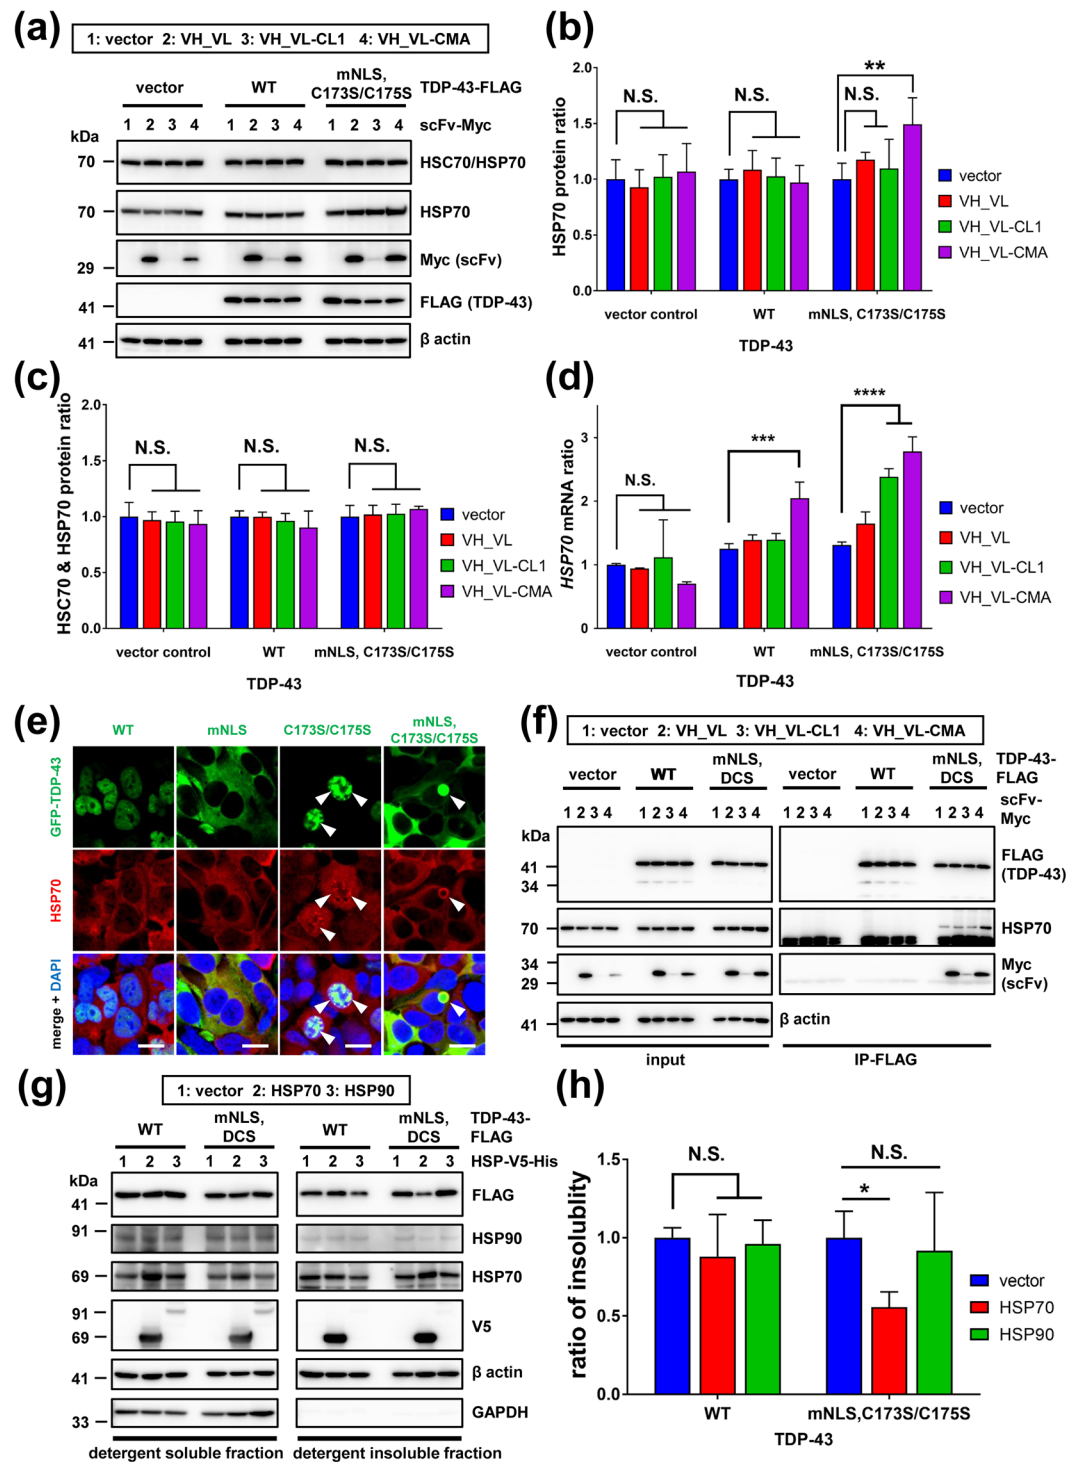 (a)
1: vector 2: VH_VL 3: VH_VL-CL1 4: VH_VL-CMA
vector WT mNLS, C173S/C175S TDP-43-FLAG
1 2 3 4 1 2 3 4 1 2 3 4 scFv-Myc
kDa
70 HSC70/HSP70
70 HSP70
29 Myc (scFv)
41 FLAG (TDP-43)
41 β actin
(b)
HSP70 protein ratio
2.0
1.5
1.0
0.5
0.0
N.S.
N.S.
N.S.
**
vector
VH_VL
VH_VL-CL1
VH_VL-CMA
vector control WT mNLS, C173S/C175S
TDP-43
(c)
HSC70 & HSP70 protein ratio
2.0
1.5
1.0
0.5
0.0
N.S.
N.S.
N.S.
vector
VH_VL
VH_VL-CL1
VH_VL-CMA
vector control WT mNLS, C173S/C175S
TDP-43
(d)
HSP70 mRNA ratio
3
2
1
0
N.S.
***
****
vector
VH_VL
VH_VL-CL1
VH_VL-CMA
vector control WT mNLS, C173S/C175S
TDP-43
(e)
WT mNLS C173S/C175S mNLS, C173S/C175S
GFP-TDP-43
HSP70
merge + DAPI
(f)
1: vector 2: VH_VL 3: VH_VL-CL1 4: VH_VL-CMA
vector WT mNLS, DCS vector WT mNLS, DCS TDP-43-FLAG
1 2 3 4 1 2 3 4 1 2 3 4 1 2 3 4 1 2 3 4 1 2 3 4 scFv-Myc
kDa
41 FLAG
34 (TDP-43)
70 HSP70
34 Myc
29 (scFv)
41 β actin
input IP-FLAG
(g)
1: vector 2: HSP70 3: HSP90
WT mNLS, DCS WT mNLS, DCS TDP-43-FLAG
1 2 3 1 2 3 1 2 3 1 2 3 HSP-V5-His
kDa
41 FLAG
91 HSP90
69 HSP70
91
69 V5
41 β actin
33 GAPDH
detergent soluble fraction detergent insoluble fraction
(h)
ratio of insolublity
1.5
1.0
0.5
0.0
N.S.
N.S.
*
vector
HSP70
HSP90
WT mNLS,C173S/C175S
TDP-43